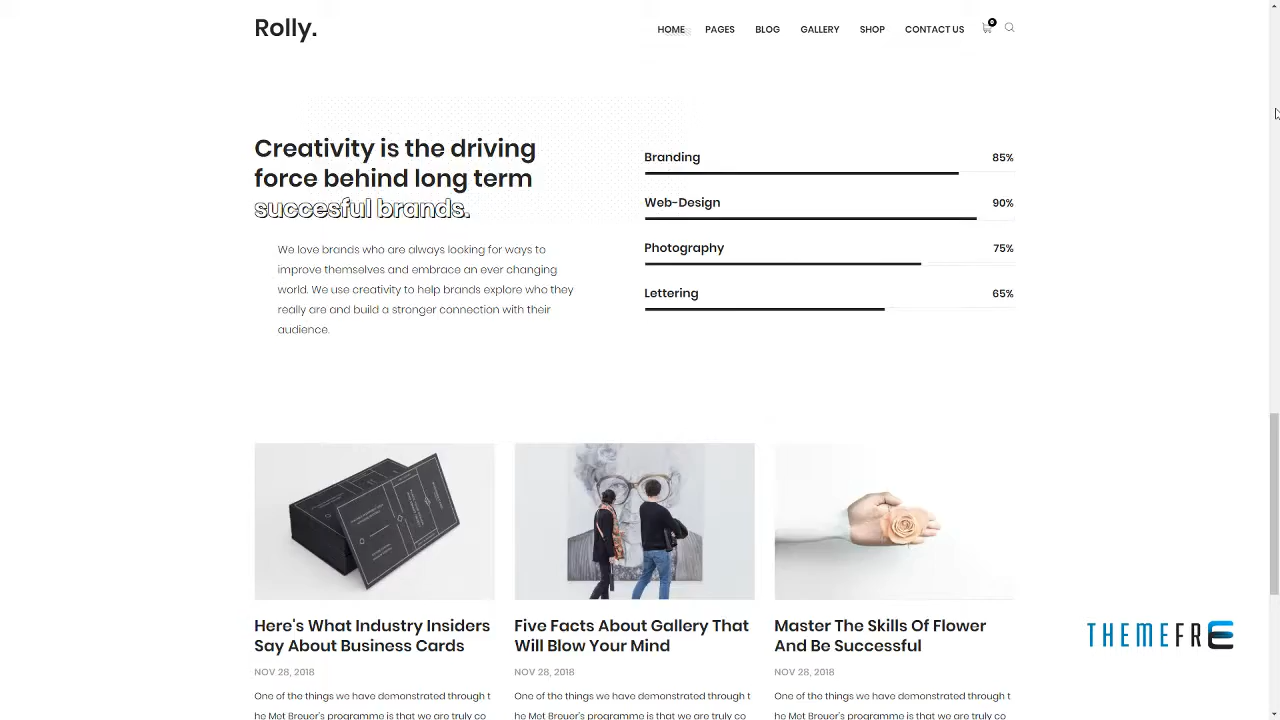 Rolly.
HOME PAGES BLOG GALLERY SHOP CONTACT US 0
Creativity is the driving
force behind long term
succesful brands.
We love brands who are always looking for ways to
improve themselves and embrace an ever changing
world. We use creativity to help brands explore who they
really are and build a stronger connection with their
audience.
Branding 85%
Web-Design 90%
Photography 75%
Lettering 65%
Here's What Industry Insiders
Say About Business Cards
NOV 28, 2018
One of the things we have demonstrated through t
he Met Breuer's programme is that we are truly co
Five Facts About Gallery That
Will Blow Your Mind
NOV 28, 2018
One of the things we have demonstrated through t
he Met Breuer's programme is that we are truly co
Master The Skills Of Flower
And Be Successful
NOV 28, 2018
One of the things we have demonstrated through t
he Met Breuer's programme is that we are truly co
THEMEFRE